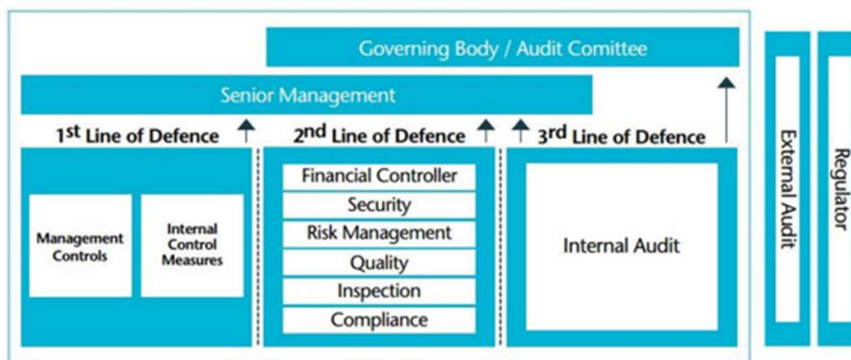 Governing Body / Audit Comittee
Senior Management
1st Line of Defence
2nd Line of Defence
3rd Line of Defence
Management
Controls
Internal
Control
Measures
Financial Controller
Security
Risk Management
Quality
Inspection
Compliance
Internal Audit
External Audit
Regulator